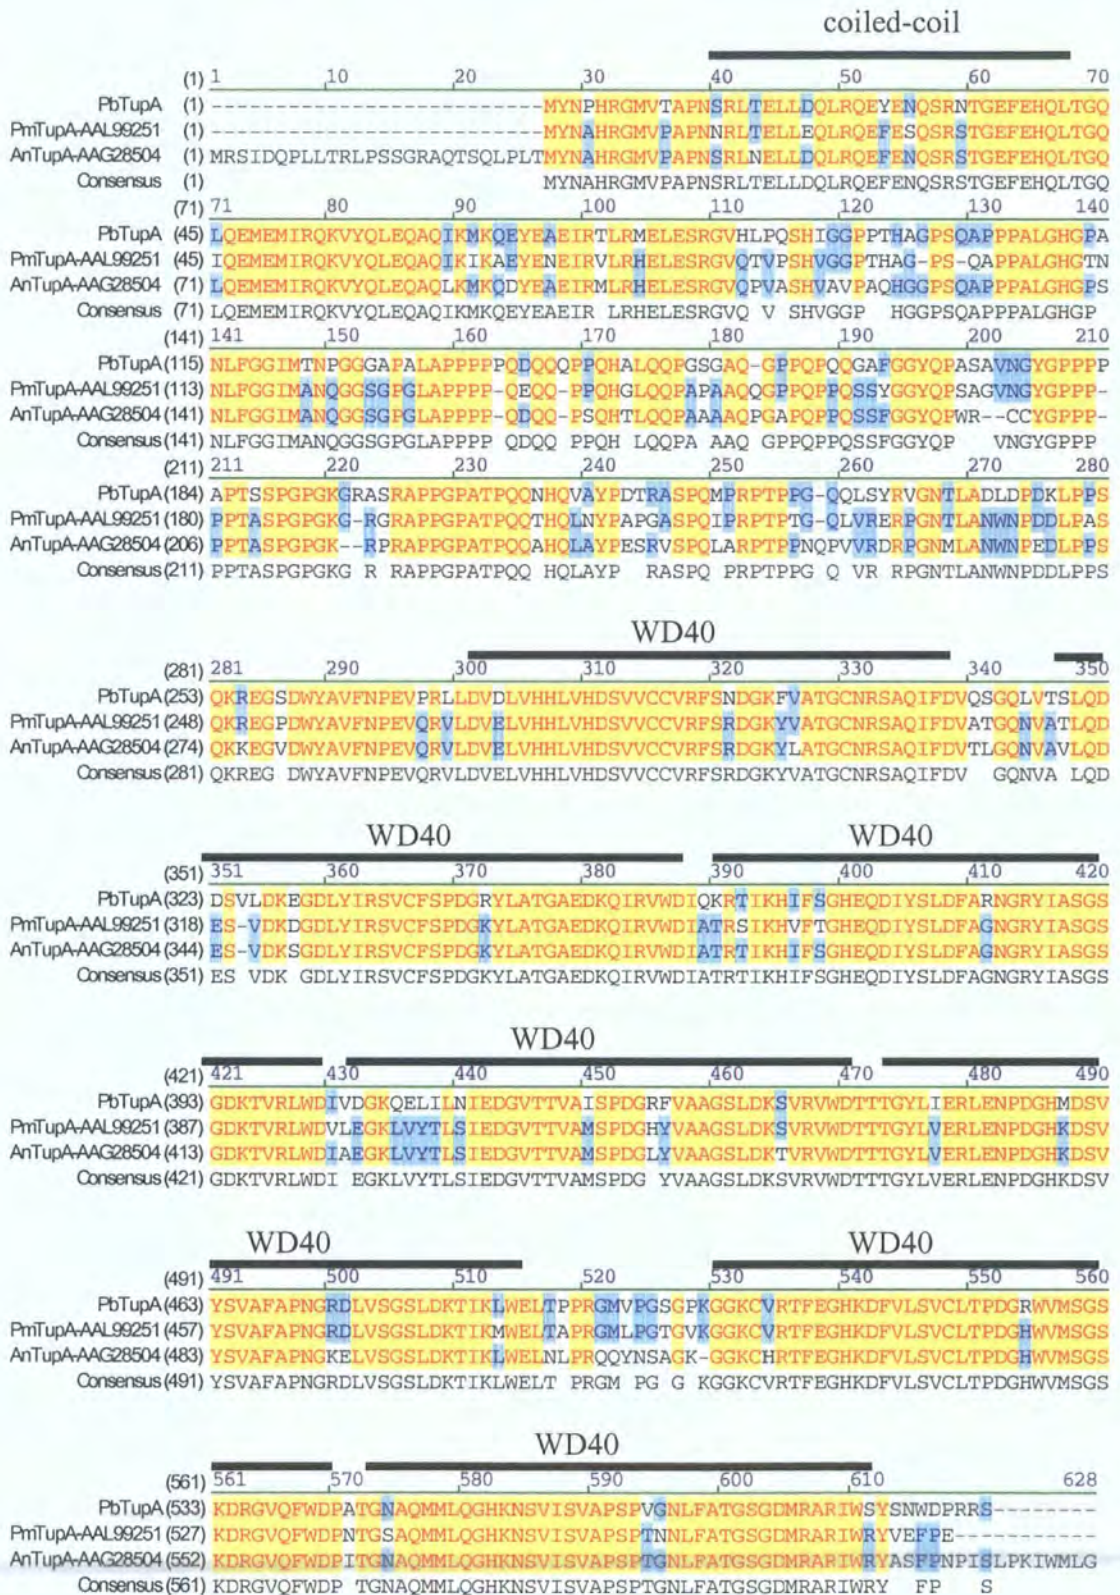 coiled-coil
(1) 1 10 20 30 40 50 60 70
PbTupA (1) --------------------------MYNPHRGMVTAPNSRLTELLDQLRQEYENQSRNTGEFEHQLTGQ
PmTupA-AAL99251 (1) --------------------------MYNAHRGMVPAPNNRLTELLEQLRQEFESQSRSTGEFEHQLTGQ
AnTupA-AAG28504 (1) MRSIDQPLLTRLPSSGRAQTSQLPLTMYNAHRGMVPAPNSRLNELLDQLRQEFENQSRSTGEFEHQLTGQ
Consensus (1) MYNAHRGMVPAPNSRLTELLDQLRQEFENQSRSTGEFEHQLTGQ
(71) 71 80 90 100 110 120 130 140
PbTupA (45) LQEMEMIRQKVYQLEQAQIKMKQEYEAEIRTLRMELESRGVHLPQSHIGGPPTHAGPSQAPPPALGHGPA
PmTupA-AAL99251 (45) IQEMEMIRQKVYQLEQAQIKIKAEYENEIRVLRHELESRGVQTVPSHVGGPTHAG-PS-QAPPALGHGTN
AnTupA-AAG28504 (71) LQEMEMIRQKVYQLEQAQLKMKQDYEAEIRMLRHELESRGVQPVASHVAVPAQHGGPSQAPPPALGHGPS
Consensus (71) LQEMEMIRQKVYQLEQAQIKMKQEYEAEIR LRHELESRGVQ V SHVGGP HGGPSQAPPPALGHGP
(141) 141 150 160 170 180 190 200 210
PbTupA (115) NLFGGIMTNPGGGAPALAPPPPPQDQQQPPQHALQQPGSGAQ-GPPQPQQGAFGGYQPASAVNGYGPPPP
PmTupA-AAL99251 (113) NLFGGIMANQGGSGPGLAPPPP-QEQQ-PPQHGLQQPAPAAQQGPPQPPQSSYGGYQPSAGVNGYGPPP-
AnTupA-AAG28504 (141) NLFGGIMANQGGSGPGLAPPPP-QDQQ-PSQHTLQQPAAAAQPGAPQPPQSSFGGYQPWR--CCYGPPP-
Consensus (141) NLFGGIMANQGGSGPGLAPPPP QDQQ PPQH LQQPA AAQ GPPQPPQSSFGGYQP VNGYGPPP
(211) 211 220 230 240 250 260 270 280
PbTupA (184) APTSSPGPGKGRASRAPPGPATPQQNHQVAYPDTRASPQMPRPTPPG-QQLSYRVGNTLADLDPDKLPPS
PmTupA-AAL99251 (180) PPTASPGPGKG-RGRAPPGPATPQQTHQLNYPAPGASPQIPRPTPTG-QLVRERPGNTLANWNPDDLPAS
AnTupA-AAG28504 (206) PPTASPGPGK--RPRAPPGPATPQQAHQLAYPESRVSPQLARPTPPNQPVVRDRPGNMLANWNPEDLPPS
Consensus (211) PPTASPGPGKG R RAPPGPATPQQ HQLAYP RASPQ PRPTPPG Q VR RPGNTLANWNPDDLPPS
WD40
(281) 281 290 300 310 320 330 340 350
PbTupA (253) QKREGSDWYAVFNPEVPRLLDVDLVHHLVHDSVVCCVRFSNDGKFVATGCNRSAQIFDVQSGQLVTSLQD
PmTupA-AAL99251 (248) QKREGPDWYAVFNPEVQRVLDVELVHHLVHDSVVCCVRFSRDGKYVATGCNRSAQIFDVATGQNVATLQD
AnTupA-AAG28504 (274) QKKEGVDWYAVFNPEVQRVLDVELVHHLVHDSVVCCVRFSRDGKYLATGCNRSAQIFDVTLGQNVAVLQD
Consensus (281) QKREG DWYAVFNPEVQRVLDVELVHHLVHDSVVCCVRFSRDGKYVATGCNRSAQIFDV GQNVA LQD
WD40 WD40
(351) 351 360 370 380 390 400 410 420
PbTupA (323) DSVLDKEGDLYIRSVCFSPDGRYLATGAEDKQIRVWDIQKRTIKHIFSGHEQDIYSLDFARNGRYIASGS
PmTupA-AAL99251 (318) ES-VDKDGDLYIRSVCFSPDGKYLATGAEDKQIRVWDIATRSIKHVFTGHEQDIYSLDFAGNGRYIASGS
AnTupA-AAG28504 (344) ES-VDKSGDLYIRSVCFSPDGKYLATGAEDKQIRVWDIATRTIKHIFSGHEQDIYSLDFAGNGRYIASGS
Consensus (351) ES VDK GDLYIRSVCFSPDGKYLATGAEDKQIRVWDIATRTIKHIFSGHEQDIYSLDFAGNGRYIASGS
WD40
(421) 421 430 440 450 460 470 480 490
PbTupA (393) GDKTVRLWDIVDGKQELILNIEDGVTTVAISPDGRFVAAGSLDKSVRVWDTTTGYLIERLENPDGHMDSV
PmTupA-AAL99251 (387) GDKTVRLWDVLEGKLVYTLSIEDGVTTVAMSPDGHYVAAGSLDKSVRVWDTTTGYLVERLENPDGHKDSV
AnTupA-AAG28504 (413) GDKTVRLWDIAEGKLVYTLSIEDGVTTVAMSPDGLYVAAGSLDKTVRVWDTTTGYLVERLENPDGHKDSV
Consensus (421) GDKTVRLWDI EGKLVYTLSIEDGVTTVAMSPDG YVAAGSLDKSVRVWDTTTGYLVERLENPDGHKDSV
WD40 WD40
(491) 491 500 510 520 530 540 550 560
PbTupA (463) YSVAFAPNGRDLVSGSLDKTIKLWELTPPRGMVPGSGPKGGKCVRTFEGHKDFVLSVCLTPDGRWVMSGS
PmTupA-AAL99251 (457) YSVAFAPNGRDLVSGSLDKTIKMWELTAPRGMLPGTGVKGGKCVRTFEGHKDFVLSVCLTPDGHWVMSGS
AnTupA-AAG28504 (483) YSVAFAPNGKELVSGSLDKTIKLWELNLPRQQYNSAGK-GGKCHRTFEGHKDFVLSVCLTPDGHWVMSGS
Consensus (491) YSVAFAPNGRDLVSGSLDKTIKLWELT PRGM PG G KGGKCVRTFEGHKDFVLSVCLTPDGHWVMSGS
WD40
(561) 561 570 580 590 600 610 628
PbTupA (533) KDRGVQFWDPATGNAQMMLQGHKNSVISVAPSPVGNLFATGSGDMRARIWSYSNWDPRRS---------
PmTupA-AAL99251 (527) KDRGVQFWDPNTGSAQMMLQGHKNSVISVAPSPTNNLFATGSGDMRARIWRYVEFPE-----------
AnTupA-AAG28504 (552) KDRGVQFWDPITGNAQMMLQGHKNSVISVAPSPTGNLFATGSGDMRARIWRYASFPNPISLPKIWMLG
Consensus (561) KDRGVQFWDP TGNAQMMLQGHKNSVISVAPSPTGNLFATGSGDMRARIWRY FP S